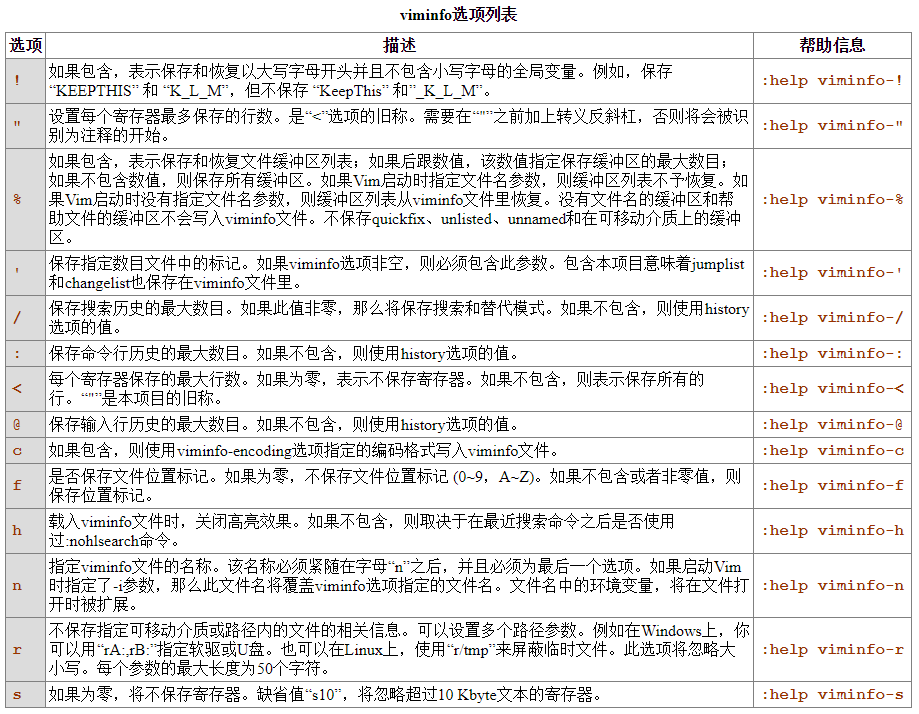 viminfo选项列表
选项 描述 帮助信息
! 如果包含，表示保存和恢复以大写字母开头并且不包含小写字母的全局变量。例如，保存 :help viminfo-!
“KEEPTHIS” 和 “K_L_M”，但不保存 “KeepThis” 和”_K_L_M”。
" 设置每个寄存器最多保存的行数。是“<”选项的旧称。需要在“"”之前加上转义反斜杠，否则将会被识 :help viminfo-"
别为注释的开始。
如果包含，表示保存和恢复文件缓冲区列表；如果后跟数值，该数值指定保存缓冲区的最大数目；
如果不包含数值，则保存所有缓冲区。如果Vim启动时指定文件名参数，则缓冲区列表不予恢复。如
% 果Vim启动时没有指定文件名参数，则缓冲区列表从viminfo文件里恢复。没有文件名的缓冲区和帮 :help viminfo-%
助文件的缓冲区不会写入viminfo文件。不保存quickfix、unlisted、unnamed和在可移动介质上的缓冲
区。
' 保存指定数目文件中的标记。如果viminfo选项非空，则必须包含此参数。包含本项目意味着jumplist :help viminfo-'
和changelist也保存在viminfo文件里。
/ 保存搜索历史的最大数目。如果此值非零，那么将保存搜索和替代模式。如果不包含，则使用history :help viminfo-/
选项的值。
: 保存命令行历史的最大数目。如果不包含，则使用history选项的值。 :help viminfo-:
< 每个寄存器保存的最大行数。如果为零，表示不保存寄存器。如果不包含，则表示保存所有的 :help viminfo-<
行。“"”是本项目的旧称。
@ 保存输入行历史的最大数目。如果不包含，则使用history选项的值。 :help viminfo-@
c 如果包含，则使用viminfo-encoding选项指定的编码格式写入viminfo文件。 :help viminfo-c
f 是否保存文件位置标记。如果为零，不保存文件位置标记 (0~9，A~Z)。如果不包含或者非零值，则 :help viminfo-f
保存位置标记。
h 载入viminfo文件时，关闭高亮效果。如果不包含，则取决于在最近搜索命令之后是否使用 :help viminfo-h
过:nohlsearch命令。
指定viminfo文件的名称。该名称必须紧随在字母“n”之后，并且必须为最后一个选项。如果启动Vim
n 时指定了-i参数，那么此文件名将覆盖viminfo选项指定的文件名。文件名中的环境变量，将在文件打 :help viminfo-n
开时被扩展。
不保存指定可移动介质或路径内的文件的相关信息。可以设置多个路径参数。例如在Windows上，你
r 可以用“rA:,rB:”指定软驱或U盘。也可以在Linux上，使用“r/tmp”来屏蔽临时文件。此选项将忽略大 :help viminfo-r
小写。每个参数的最大长度为50个字符。
s 如果为零，将不保存寄存器。缺省值“s10”，将忽略超过10 Kbyte文本的寄存器。 :help viminfo-s